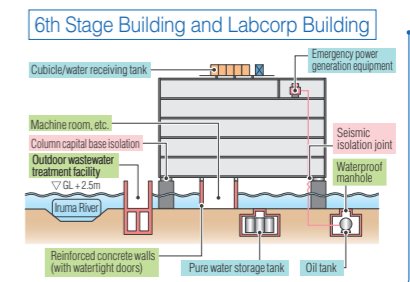 6th Stage Building and Labcorp Building
Emergency power
generation equipment
Cubicle/water receiving tank
Machine room, etc.
Column capital base isolation
Seismic
isolation joint
Outdoor wastewater
treatment facility
▽ GL + 2.5m
Waterproof
manhole
Iruma River
Reinforced concrete walls
(with watertight doors)
Pure water storage tank
Oil tank